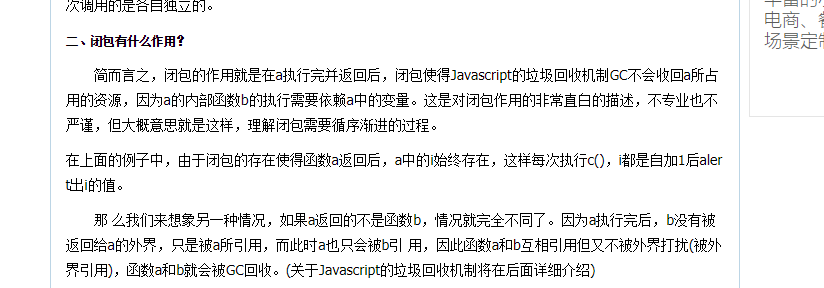 次调用的是各自独立的。
二、闭包有什么作用？
简而言之，闭包的作用就是在a执行完并返回后，闭包使得Javascript的垃圾回收机制GC不会收回a所占
用的资源，因为a的内部函数b的执行需要依赖a中的变量。这是对闭包作用的非常直白的描述，不专业也不
严谨，但大概意思就是这样，理解闭包需要循序渐进的过程。
在上面的例子中，由于闭包的存在使得函数a返回后，a中的i始终存在，这样每次执行c()，i都是自加1后aler
t出i的值。
那 么我们来想象另一种情况，如果a返回的不是函数b，情况就完全不同了。因为a执行完后，b没有被
返回给a的外界，只是被a所引用，而此时a也只会被b引 用，因此函数a和b互相引用但又不被外界打扰(被外
界引用)，函数a和b就会被GC回收。(关于Javascript的垃圾回收机制将在后面详细介绍)
电商、
场景定制